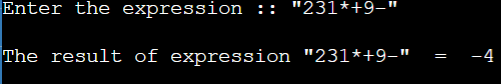 Enter the expression :: "231*+9-"
The result of expression "231*+9-"  =  -4